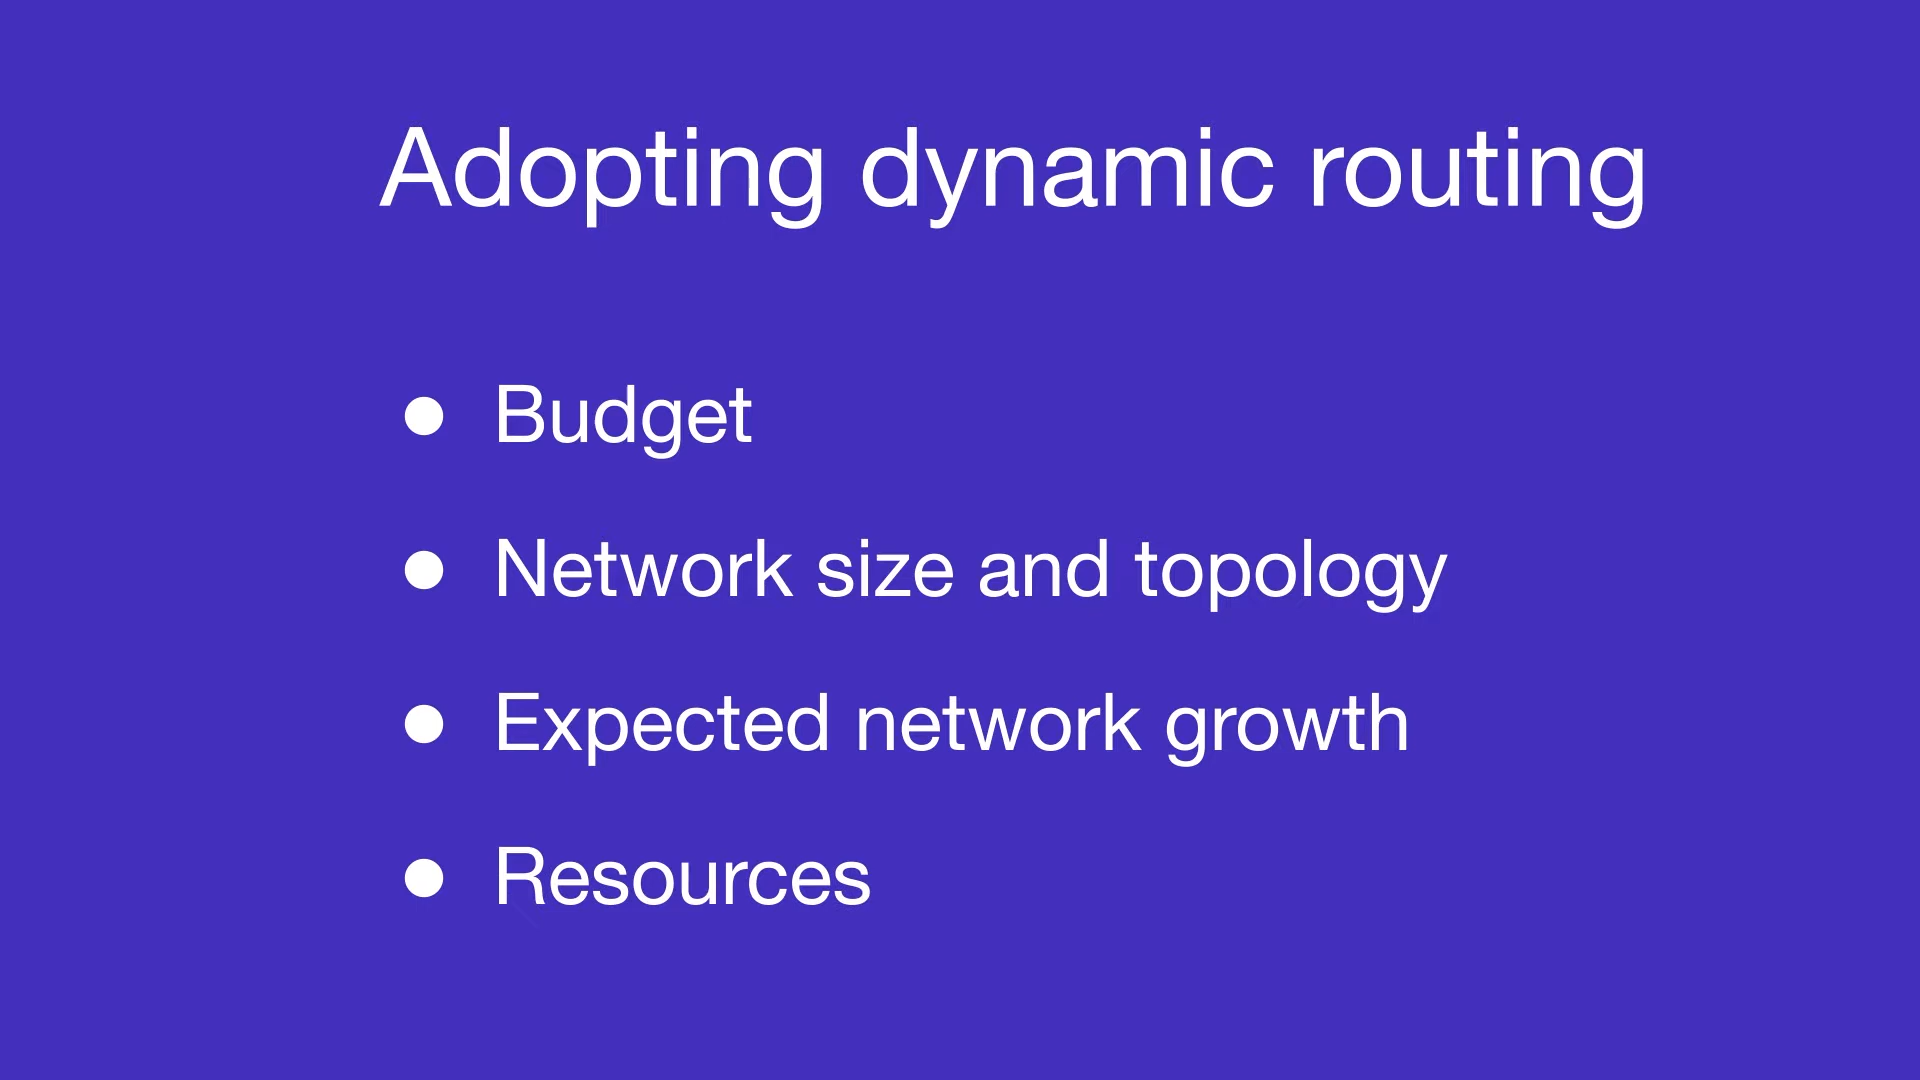 Adopting dynamic routing
● Budget
● Network size and topology
● Expected network growth
● Resources